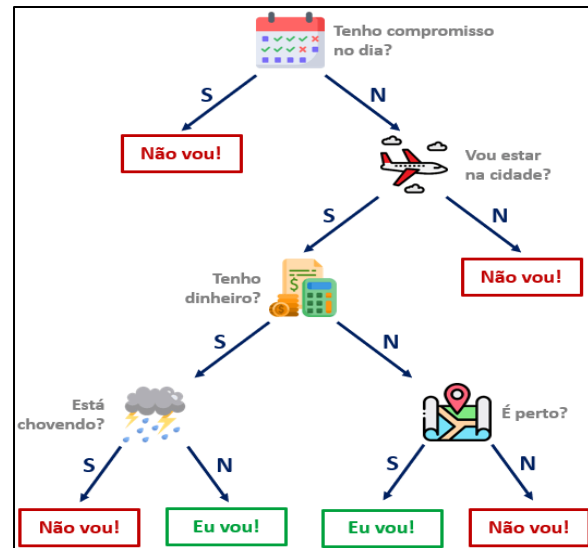 Tenho compromisso
no dia?
S
N
Não vou!
Vou estar
na cidade?
S
N
Tenho
dinheiro?
$
Não vou!
S
N
Está
chovendo?
É perto?
S
N
S
N
Não vou!
Eu vou!
Eu vou!
Não vou!